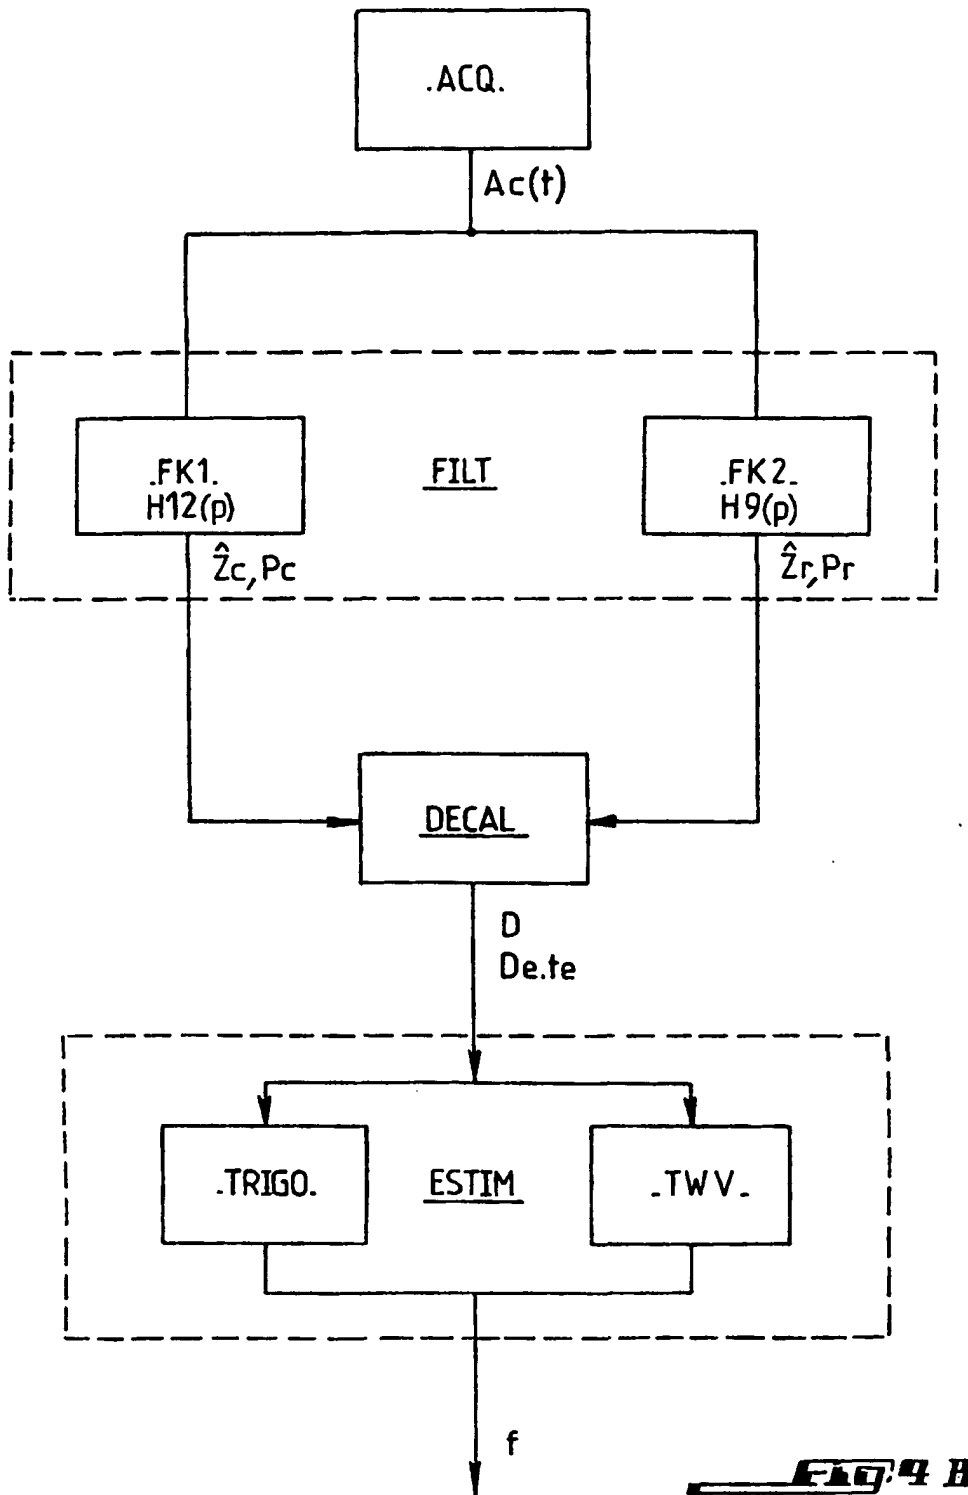 .ACQ.
Ac(t)
.FK1.
H12(p)
FILT
.FK2.
H9(p)
Ẑc, Pc
Ẑr, Pr
DECAL
D
De.te
.TRIGO.
ESTIM
.TWV.
f
Fig. 4 B